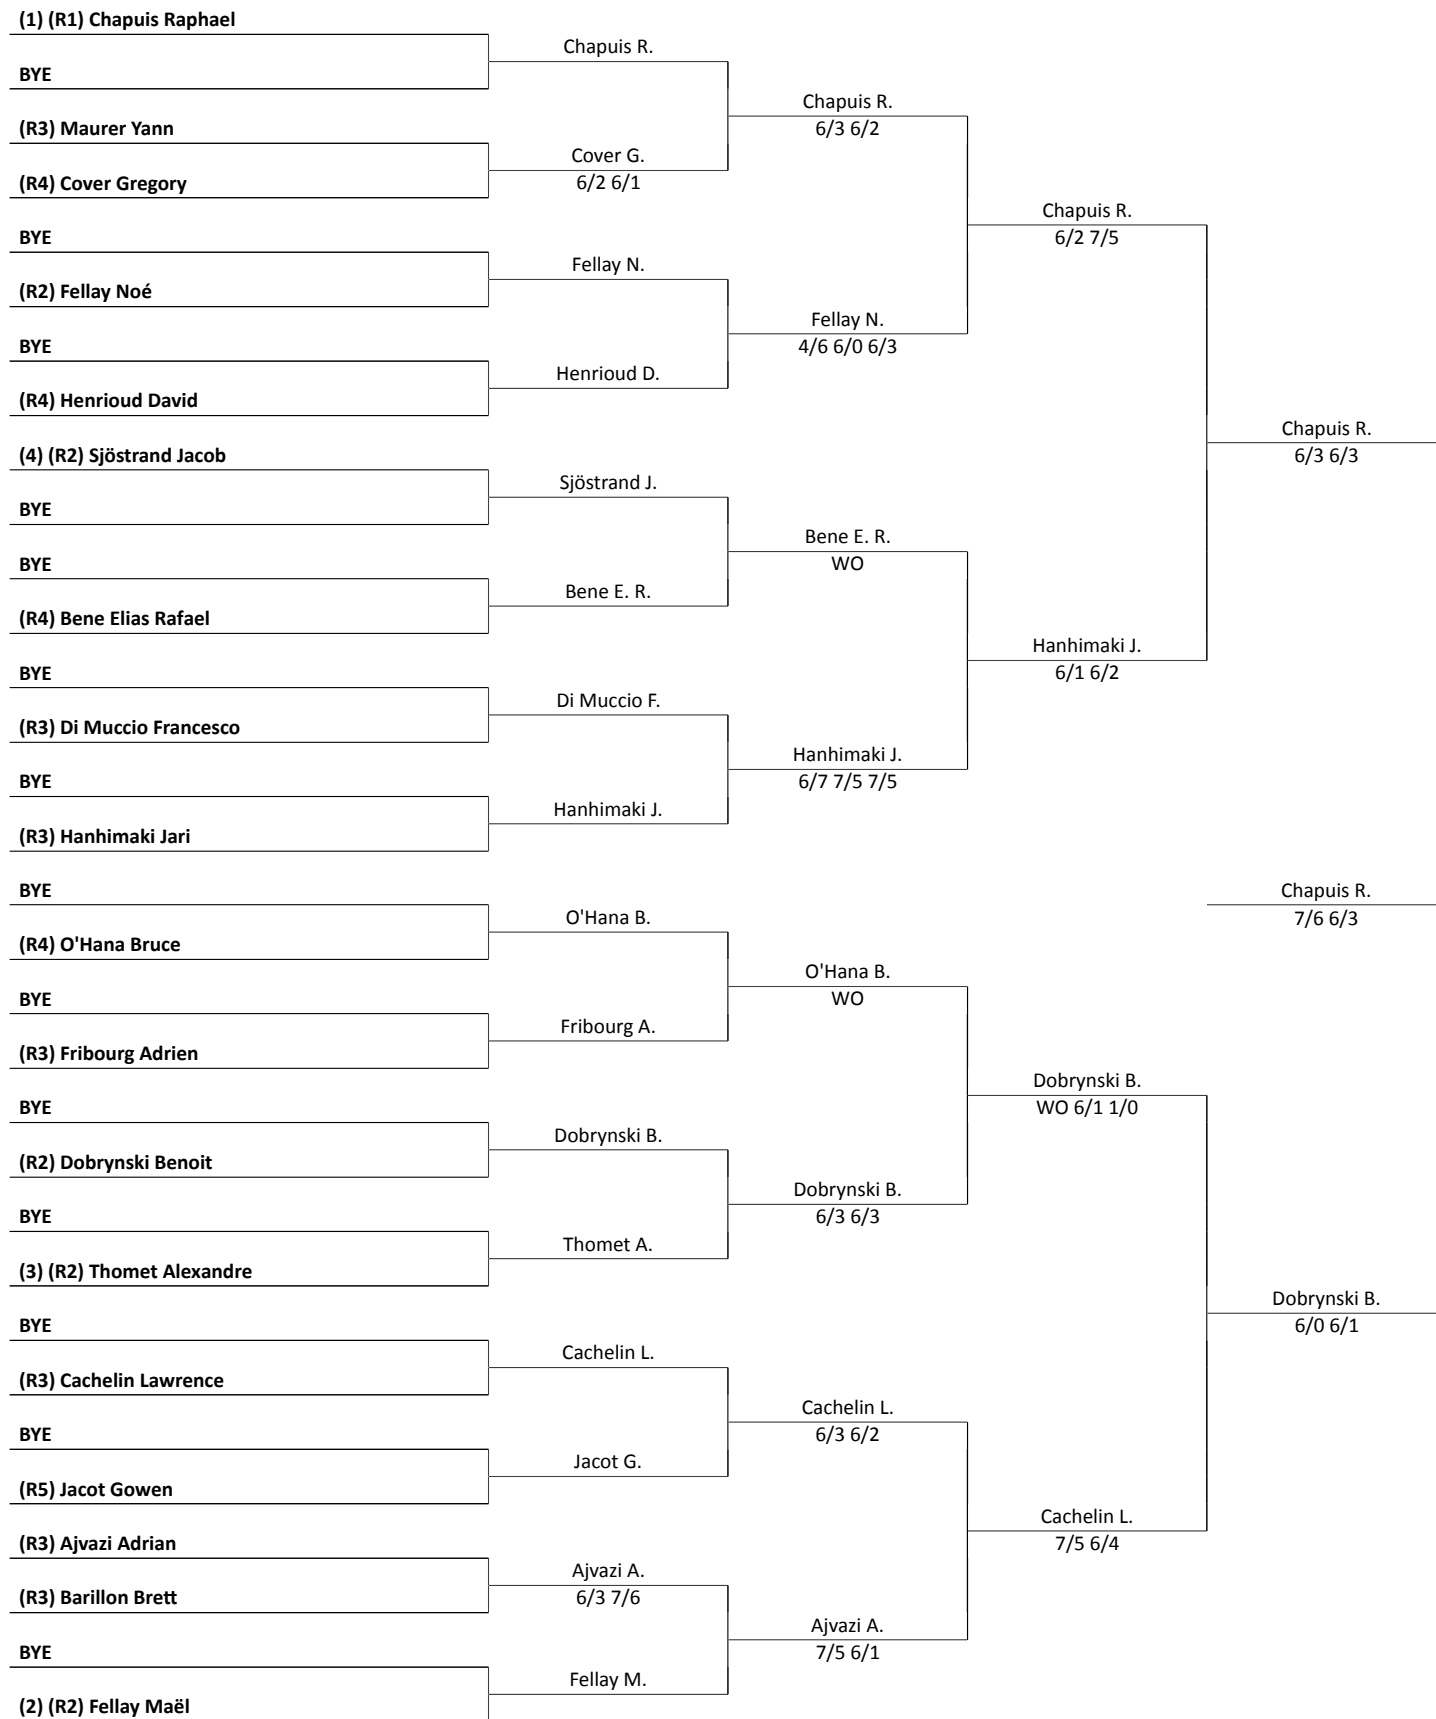 (1) (R1) Chapuis Raphael
BYE
(R3) Maurer Yann
(R4) Cover Gregory
BYE
(R2) Fellay Noé
BYE
(R4) Henrioud David
(4) (R2) Sjöstrand Jacob
BYE
BYE
(R4) Bene Elias Rafael
BYE
(R3) Di Muccio Francesco
BYE
(R3) Hanhimaki Jari
BYE
(R4) O'Hana Bruce
BYE
(R3) Fribourg Adrien
BYE
(R2) Dobrynski Benoit
BYE
(3) (R2) Thomet Alexandre
BYE
(R3) Cachelin Lawrence
BYE
(R5) Jacot Gowen
(R3) Ajvazi Adrian
(R3) Barillon Brett
BYE
(2) (R2) Fellay Maël
Chapuis R.
Cover G.
6/2 6/1
Fellay N.
Henrioud D.
Sjöstrand J.
Bene E. R.
Di Muccio F.
Hanhimaki J.
O'Hana B.
Fribourg A.
Dobrynski B.
Thomet A.
Cachelin L.
Jacot G.
Ajvazi A.
6/3 7/6
Fellay M.
Chapuis R.
6/3 6/2
Fellay N.
4/6 6/0 6/3
Bene E. R.
WO
Hanhimaki J.
6/7 7/5 7/5
O'Hana B.
WO
Dobrynski B.
6/3 6/3
Cachelin L.
6/3 6/2
Ajvazi A.
7/5 6/1
Chapuis R.
6/2 7/5
Hanhimaki J.
6/1 6/2
Dobrynski B.
WO 6/1 1/0
Cachelin L.
7/5 6/4
Chapuis R.
6/3 6/3
Chapuis R.
7/6 6/3
Dobrynski B.
6/0 6/1